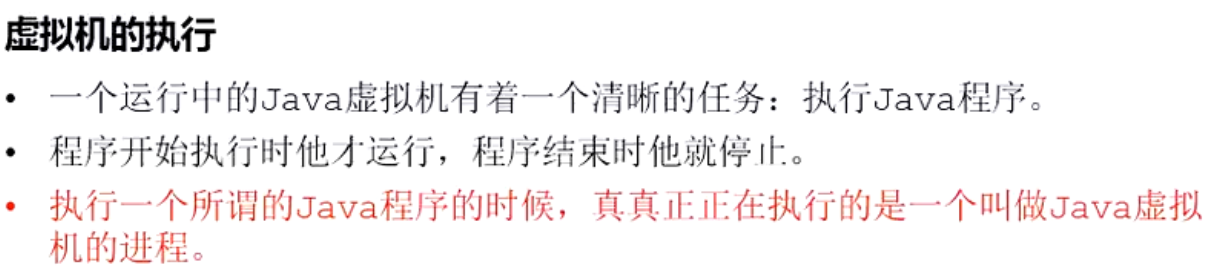 虚拟机的执行
• 一个运行中的Java虚拟机有着一个清晰的任务：执行Java程序。
• 程序开始执行时他才运行，程序结束时他就停止。
• 执行一个所谓的Java程序的时候，真真正正在执行的是一个叫做Java虚拟
机的进程。